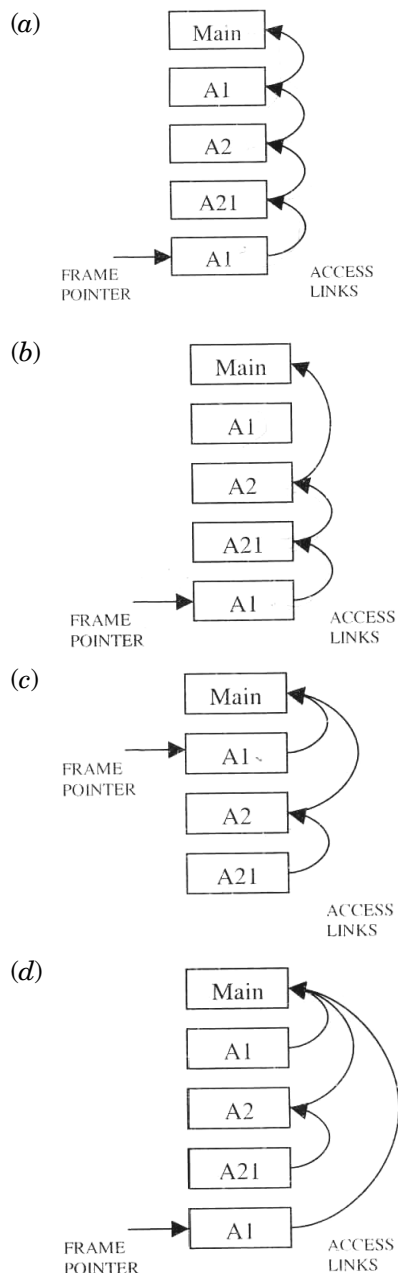 (a)
Main
A1
A2
A21
A1
FRAME
POINTER
ACCESS
LINKS
(b)
Main
A1
A2
A21
A1
FRAME
POINTER
ACCESS
LINKS
(c)
Main
A1
FRAME
POINTER
A2
A21
ACCESS
LINKS
(d)
Main
A1
A2
A21
A1
FRAME
POINTER
ACCESS
LINKS